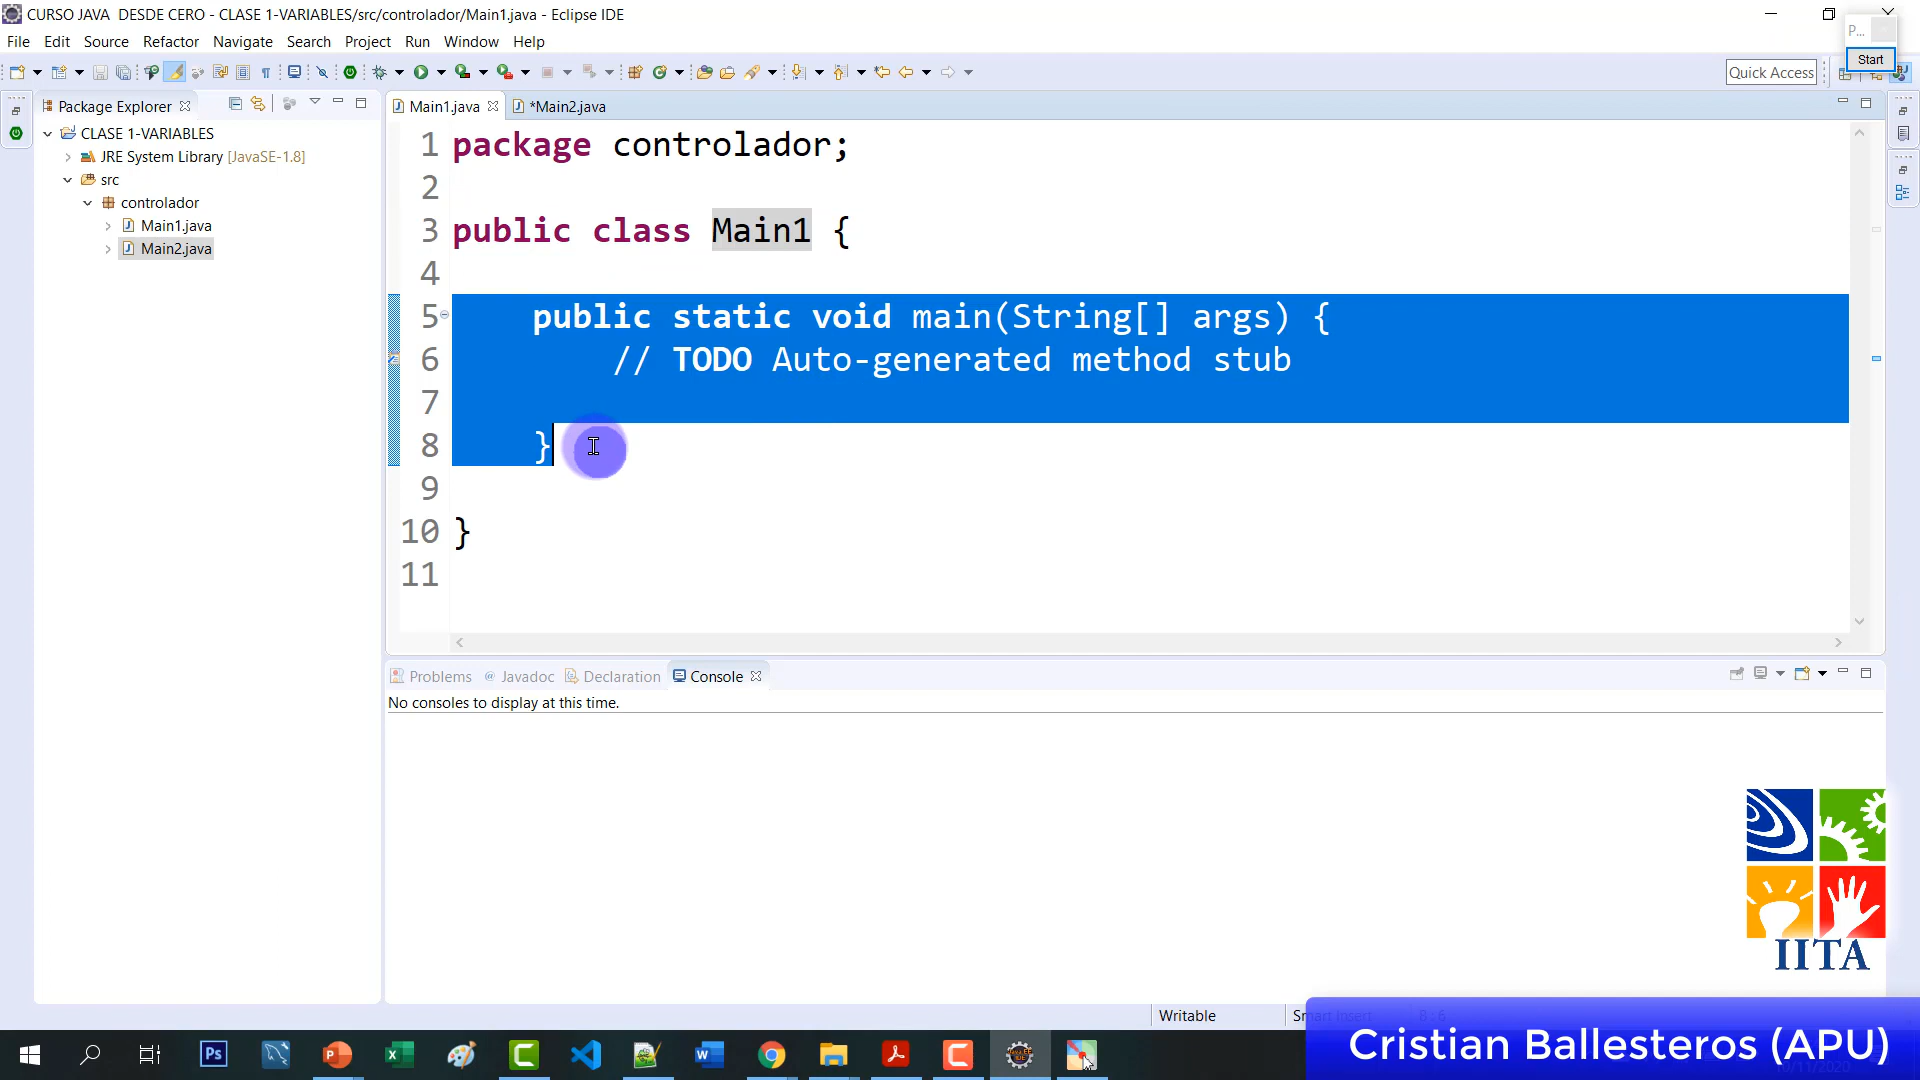 CURSO JAVA  DESDE CERO - CLASE 1-VARIABLES/src/controlador/Main1.java - Eclipse IDE
P...
File Edit Source Refactor Navigate Search Project Run Window Help
Start
Quick Access
Package Explorer
Main1.java
*Main2.java
CLASE 1-VARIABLES
JRE System Library [JavaSE-1.8]
src
controlador
Main1.java
Main2.java
1 package controlador;
2
3 public class Main1 {
4
5 public static void main(String[] args) {
6 // TODO Auto-generated method stub
7
8 }
9
10 }
11
Problems @ Javadoc Declaration Console
No consoles to display at this time.
IITA
Writable
Smart Insert
Cristian Ballesteros (APU)
Ps